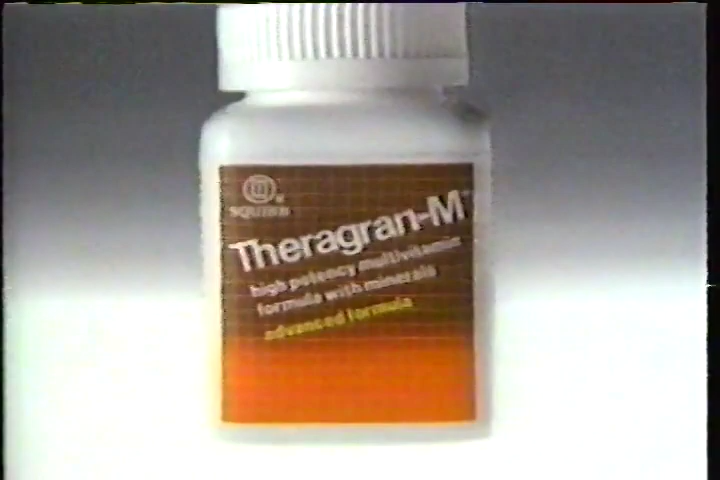 SQUIBB
Theragran-M
high potency multivitamin
formula with minerals
advanced formula